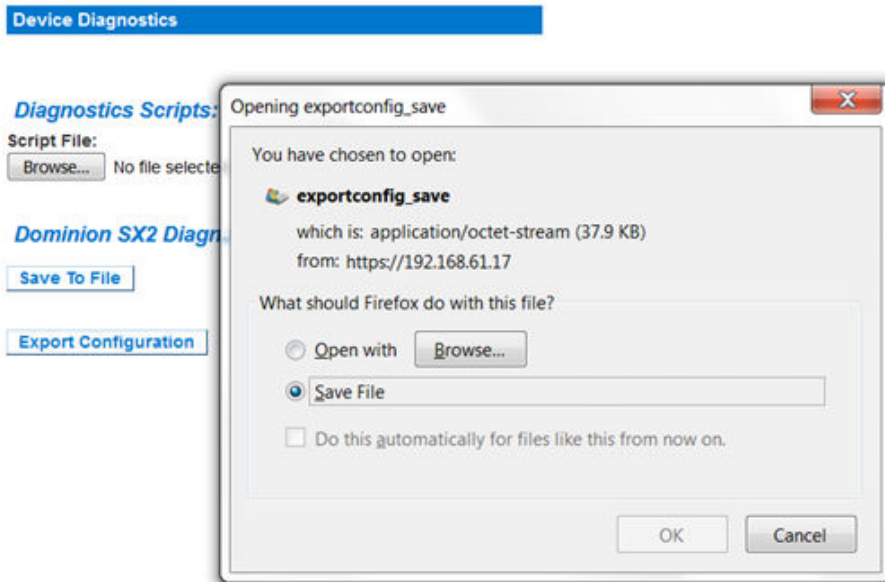 Device Diagnostics
Diagnostics Scripts:
Script File:
Browse... No file selecte
Dominion SX2 Diagn
Save To File
Export Configuration
Opening exportconfig_save
You have chosen to open:
exportconfig_save
which is: application/octet-stream (37.9 KB)
from: https://192.168.61.17
What should Firefox do with this file?
Open with Browse...
Save File
Do this automatically for files like this from now on.
OK Cancel